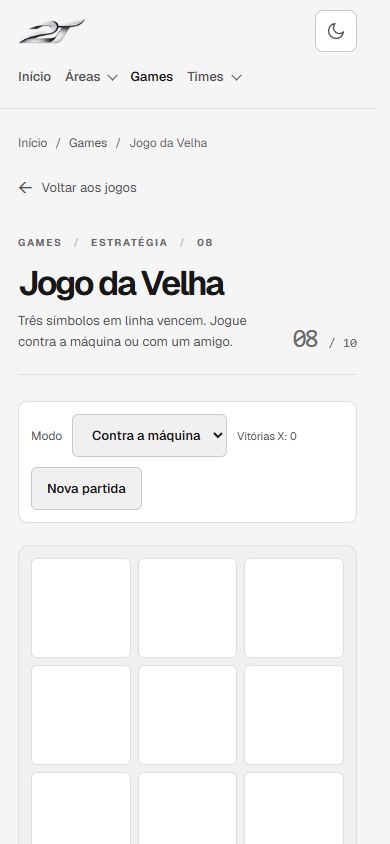 Início Áreas Games Times
Início / Games / Jogo da Velha
← Voltar aos jogos
GAMES / ESTRATÉGIA / 08
Jogo da Velha
Três símbolos em linha vencem. Jogue
contra a máquina ou com um amigo.
08 / 10
Modo Contra a máquina Vitórias X: 0
Nova partida